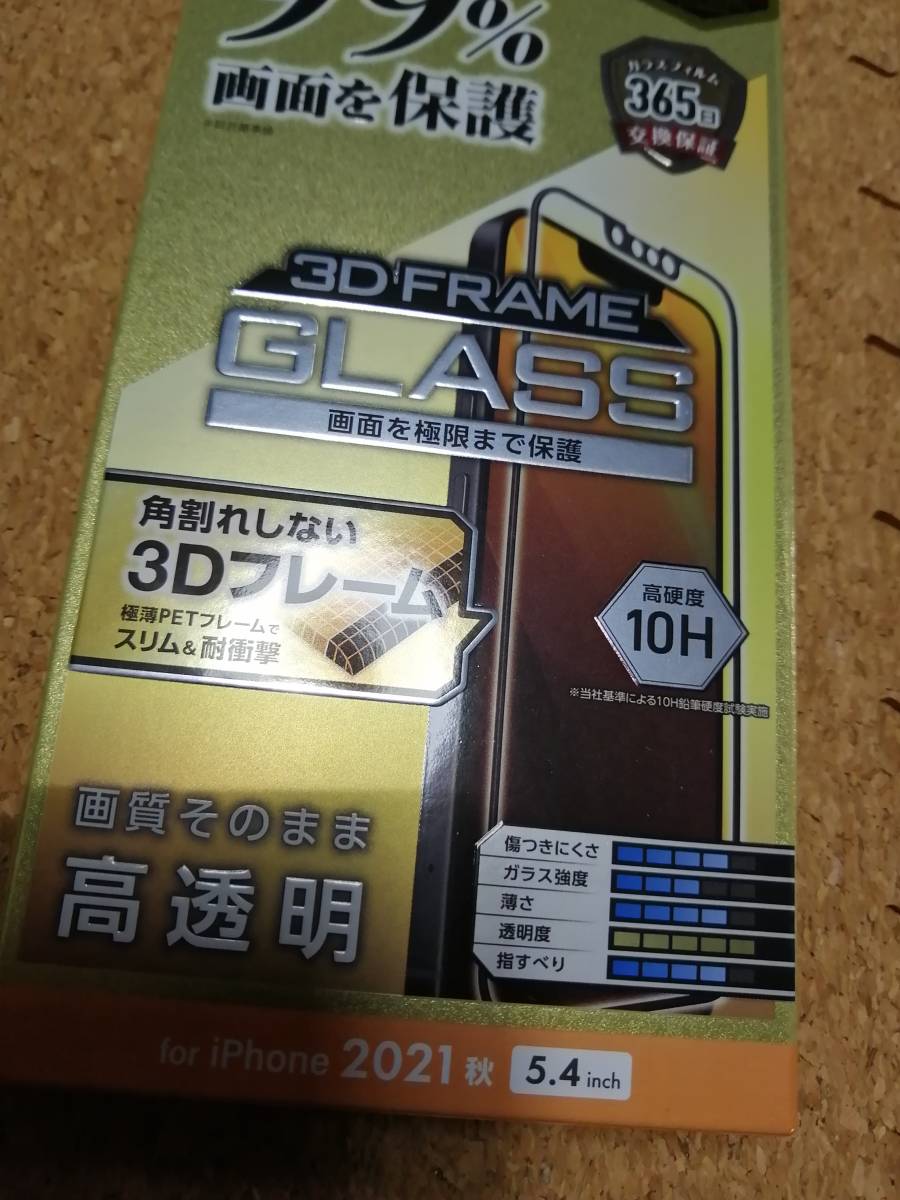 99%
画面を保護
ガラスフィルム
365日
交換保証
3D FRAME
GLASS
画面を極限まで保護
角割れしない
3Dフレーム
極薄PETフレームで
スリム&耐衝撃
高硬度
10H
※当社基準による10H鉛筆硬度試験実施
画質そのまま
高透明
傷つきにくさ
ガラス強度
薄さ
透明度
指すべり
for iPhone 2021秋 5.4inch